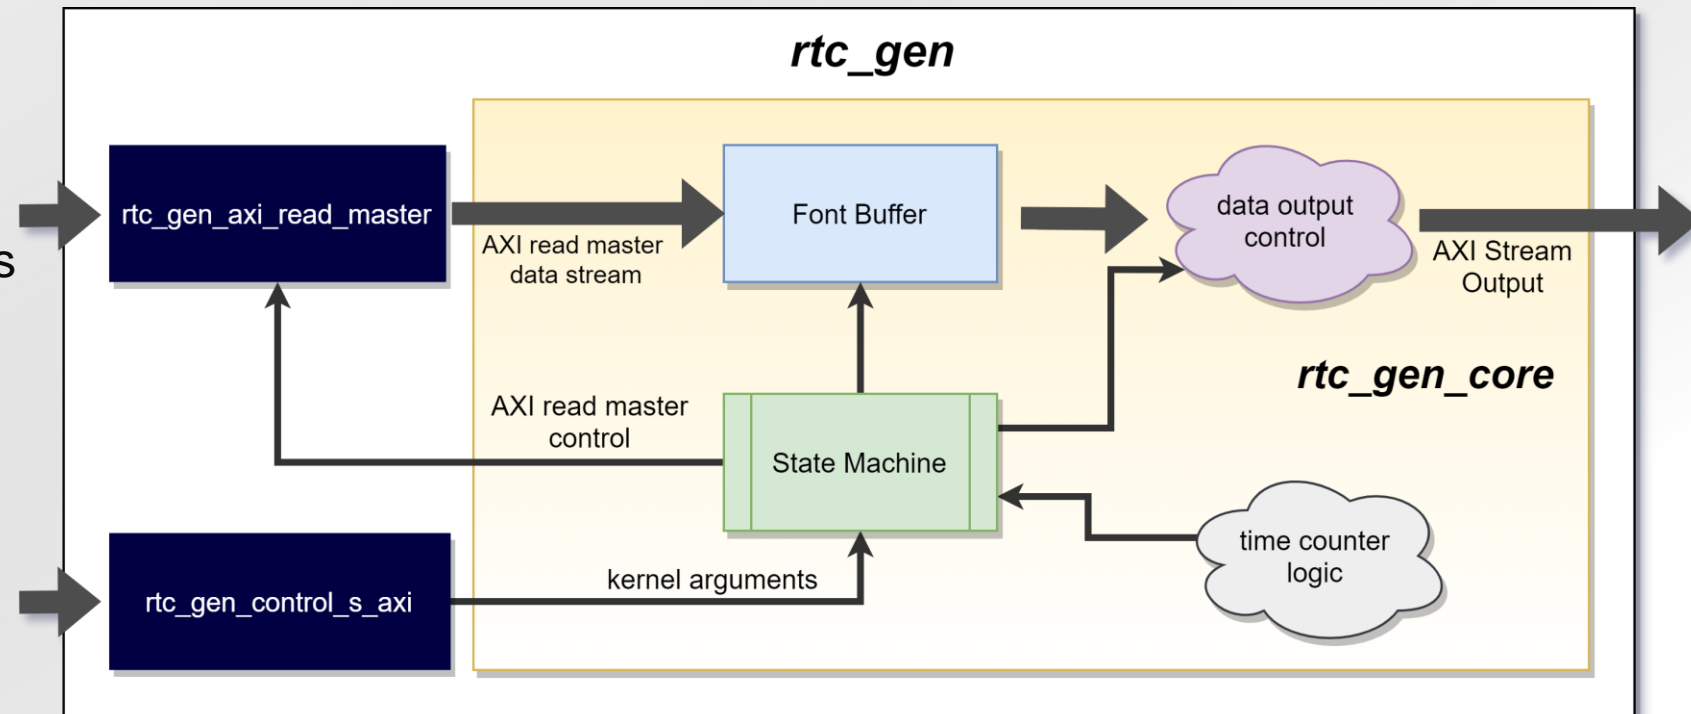 rtc_gen
rtc_gen_axi_read_master
AXI read master
data stream
Font Buffer
data output
control
AXI Stream
Output
s
rtc_gen_core
AXI read master
control
State Machine
time counter
logic
kernel arguments
rtc_gen_control_s_axi